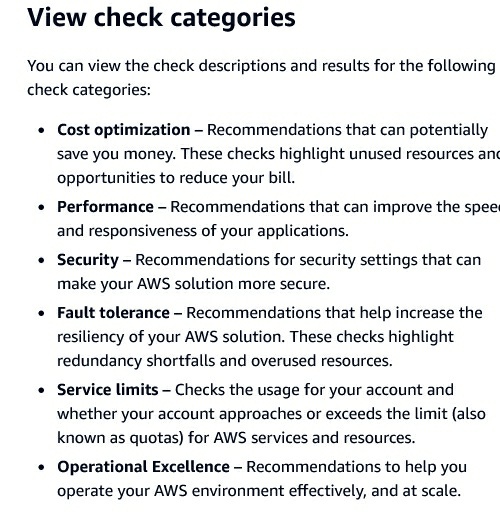 View check categories
You can view the check descriptions and results for the following
check categories:
• Cost optimization – Recommendations that can potentially
save you money. These checks highlight unused resources and
opportunities to reduce your bill.
• Performance – Recommendations that can improve the speed
and responsiveness of your applications.
• Security – Recommendations for security settings that can
make your AWS solution more secure.
• Fault tolerance – Recommendations that help increase the
resiliency of your AWS solution. These checks highlight
redundancy shortfalls and overused resources.
• Service limits – Checks the usage for your account and
whether your account approaches or exceeds the limit (also
known as quotas) for AWS services and resources.
• Operational Excellence – Recommendations to help you
operate your AWS environment effectively, and at scale.